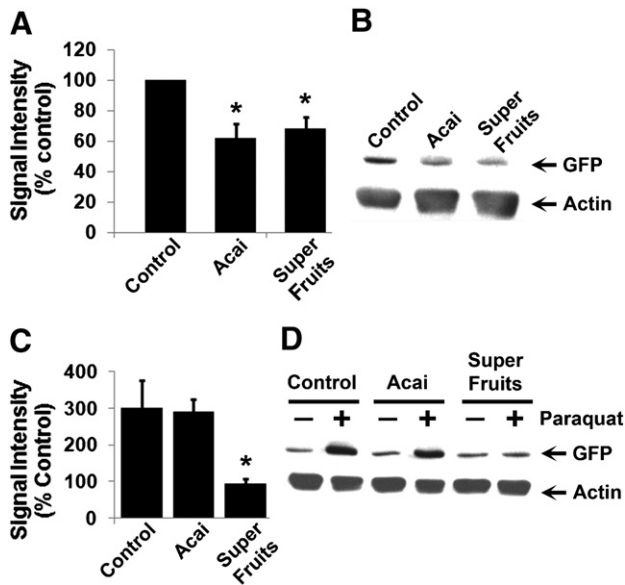 A
Signal Intensity
(% control)
120
100
80
60
40
20
0
*
*
Control
Acai
Super
Fruits
B
Control
Acai
Super
Fruits
GFP
Actin
C
Signal Intensity
(% Control)
400
300
200
100
0
*
Control
Acai
Super
Fruits
D
Control
Acai
Super
Fruits
− + − + − + Paraquat
GFP
Actin